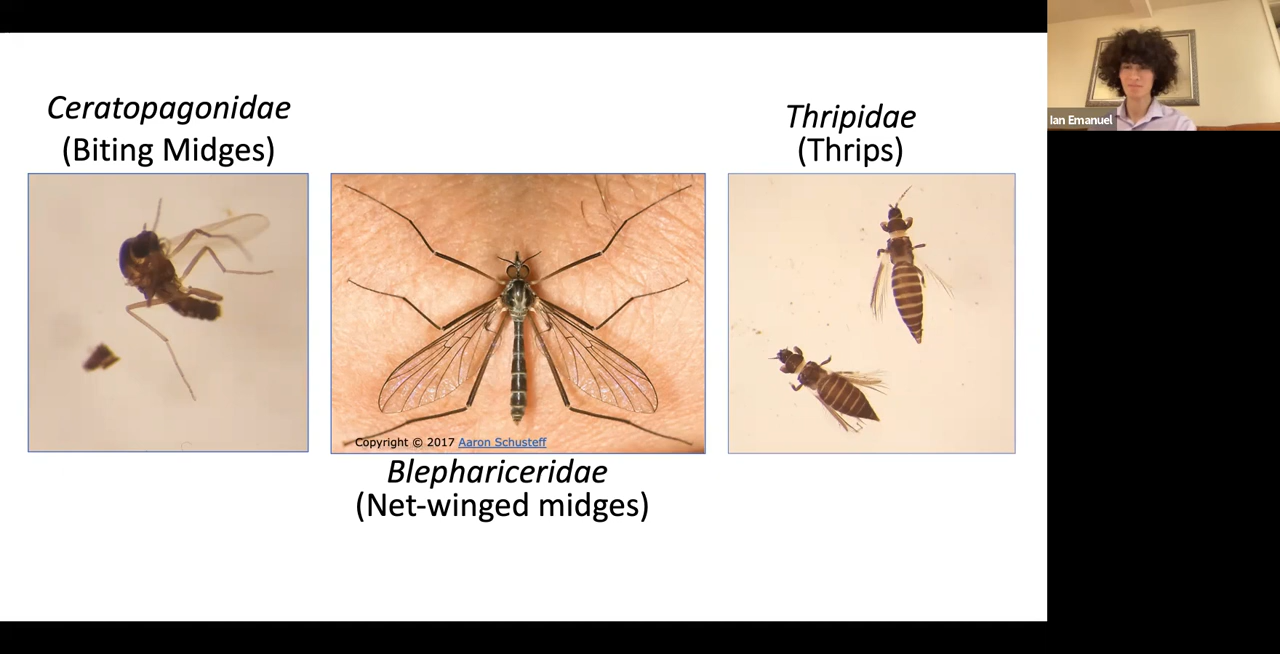 Ceratopagonidae
(Biting Midges)
Thripidae
(Thrips)
Ian Emanuel
Copyright © 2017 Aaron Schusteff
Blephariceridae
(Net-winged midges)